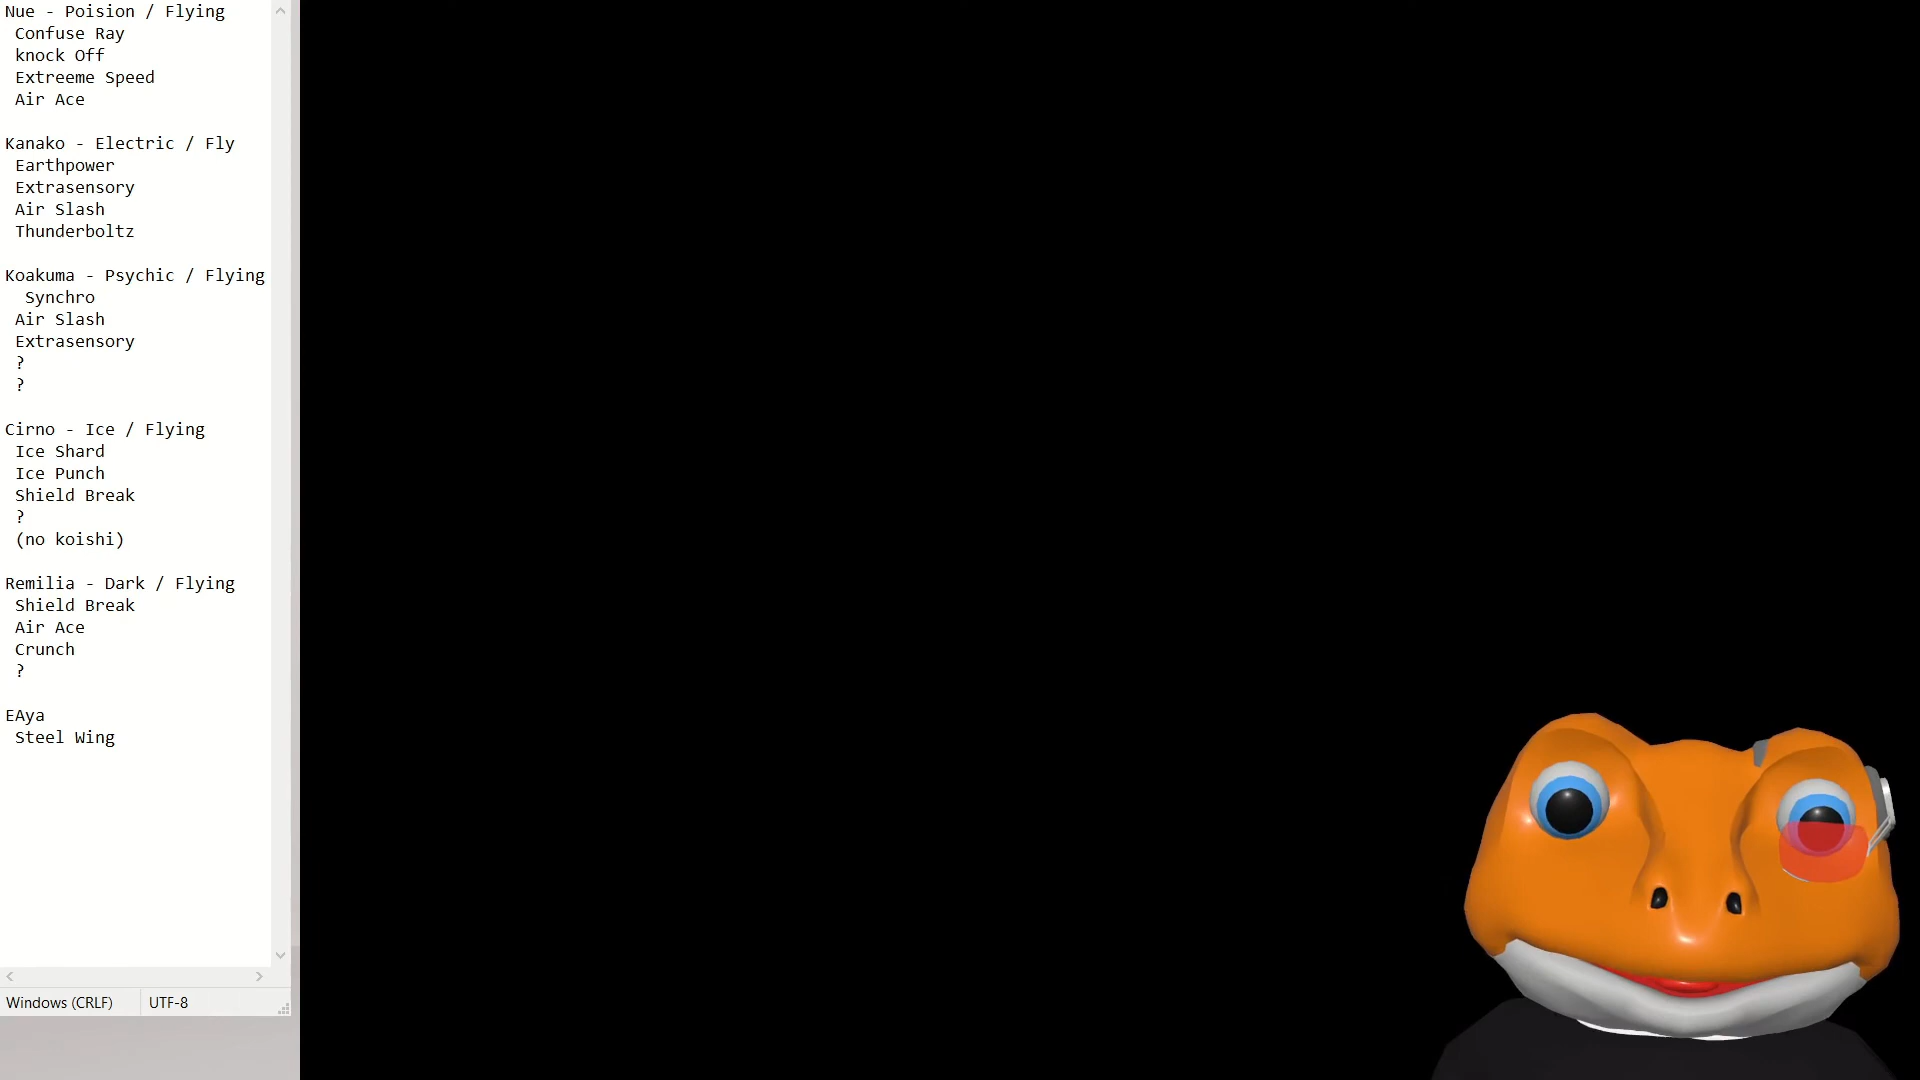 Nue - Poision / Flying
Confuse Ray
knock Off
Extreeme Speed
Air Ace
Kanako - Electric / Fly
Earthpower
Extrasensory
Air Slash
Thunderboltz
Koakuma - Psychic / Flying
Synchro
Air Slash
Extrasensory
?
?
Cirno - Ice / Flying
Ice Shard
Ice Punch
Shield Break
?
(no koishi)
Remilia - Dark / Flying
Shield Break
Air Ace
Crunch
?
EAya
Steel Wing
Windows (CRLF) UTF-8